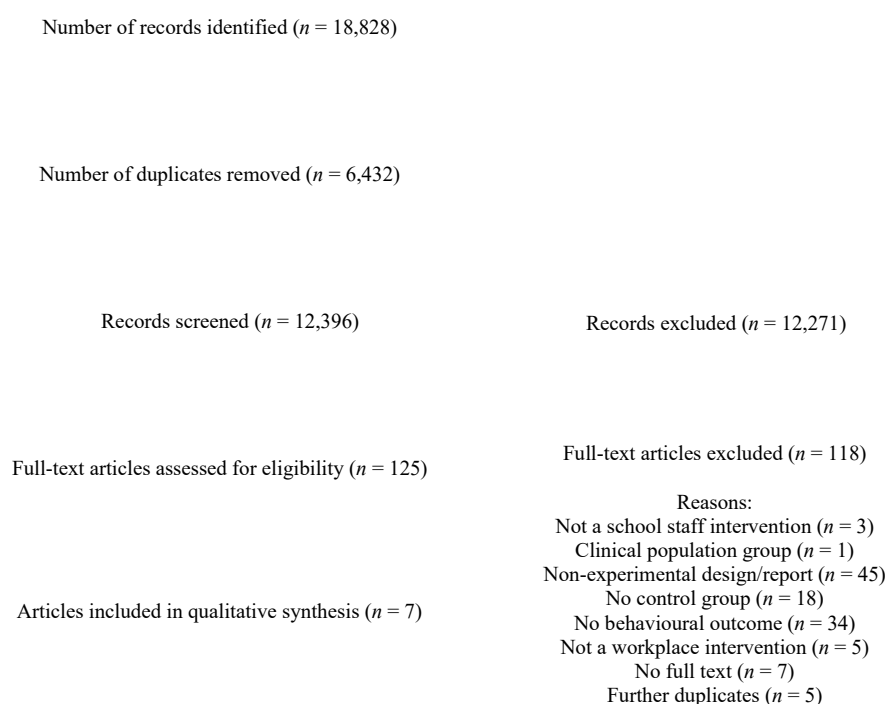 Number of records identified (n = 18,828)
Number of duplicates removed (n = 6,432)
Records screened (n = 12,396)
Records excluded (n = 12,271)
Full-text articles assessed for eligibility (n = 125)
Full-text articles excluded (n = 118)
Reasons:
Not a school staff intervention (n = 3)
Clinical population group (n = 1)
Non-experimental design/report (n = 45)
No control group (n = 18)
No behavioural outcome (n = 34)
Not a workplace intervention (n = 5)
No full text (n = 7)
Further duplicates (n = 5)
Articles included in qualitative synthesis (n = 7)